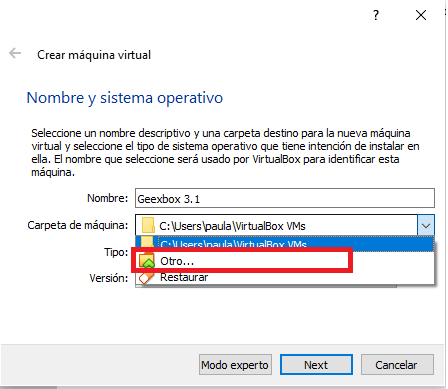 ?
Crear máquina virtual
Nombre y sistema operativo
Seleccione un nombre descriptivo y una carpeta destino para la nueva máquina
virtual y seleccione el tipo de sistema operativo que tiene intención de instalar en
ella. El nombre que seleccione será usado por VirtualBox para identificar esta
máquina.
Nombre: Geexbox 3.1
Carpeta de máquina: C:\Users\paula\VirtualBox VMs
C:\Users\paula\VirtualBox VMs
Tipo:
Otro...
Versión: Restaurar
Modo experto Next Cancelar